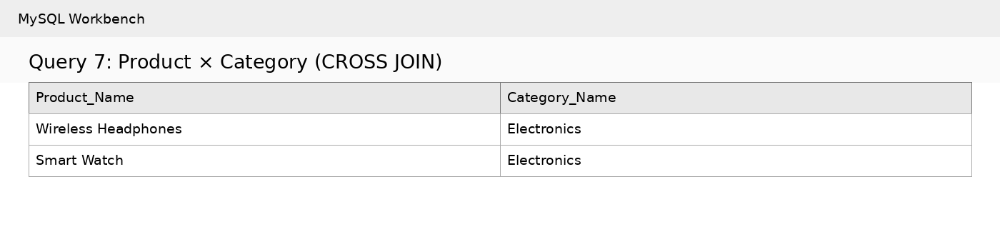 MySQL Workbench
Query 7: Product × Category (CROSS JOIN)
Product_Name Category_Name
Wireless Headphones Electronics
Smart Watch Electronics